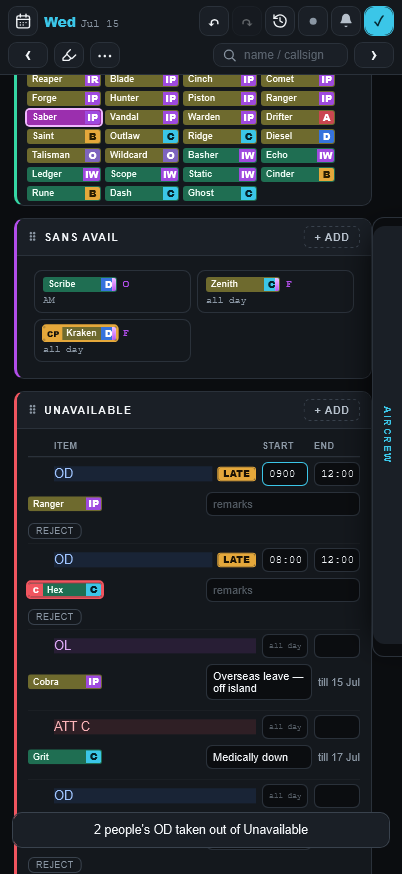 Wed Jul 15
name / callsign
Reaper IP Blade IP Cinch IP Comet IP
Forge IP Hunter IP Piston IP Ranger IP
Saber IP Vandal IP Warden IP Drifter A
Saint B Outlaw C Ridge C Diesel D
Talisman O Wildcard O Basher IW Echo IW
Ledger IW Scope IW Static IW Cinder B
Rune B Dash C Ghost C
SANS AVAIL + ADD
Scribe D O Zenith C F
AM all day
CP Kraken D F
all day
UNAVAILABLE + ADD
ITEM START END
OD LATE 0900 12:00
Ranger IP remarks
REJECT
OD LATE 08:00 12:00
C Hex C remarks
REJECT
OL all day
Cobra IP Overseas leave —
off island till 15 Jul
ATT C all day
Grit C Medically down till 17 Jul
OD all day
2 people's OD taken out of Unavailable
REJECT
AIRCREW